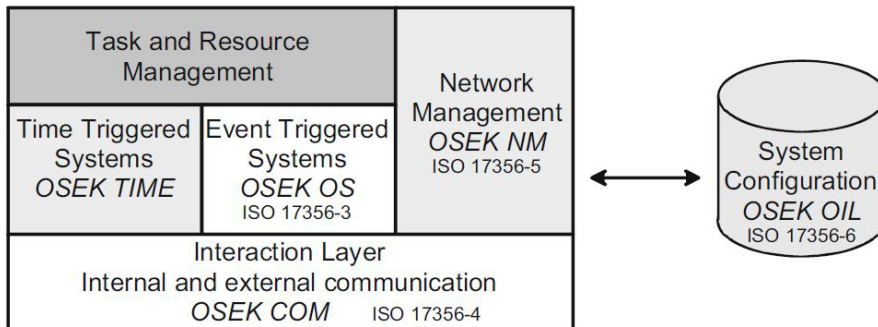 Task and Resource
Management
Time Triggered
Systems
OSEK TIME
Event Triggered
Systems
OSEK OS
ISO 17356-3
Network
Management
OSEK NM
ISO 17356-5
Interaction Layer
Internal and external communication
OSEK COM ISO 17356-4
System
Configuration
OSEK OIL
ISO 17356-6